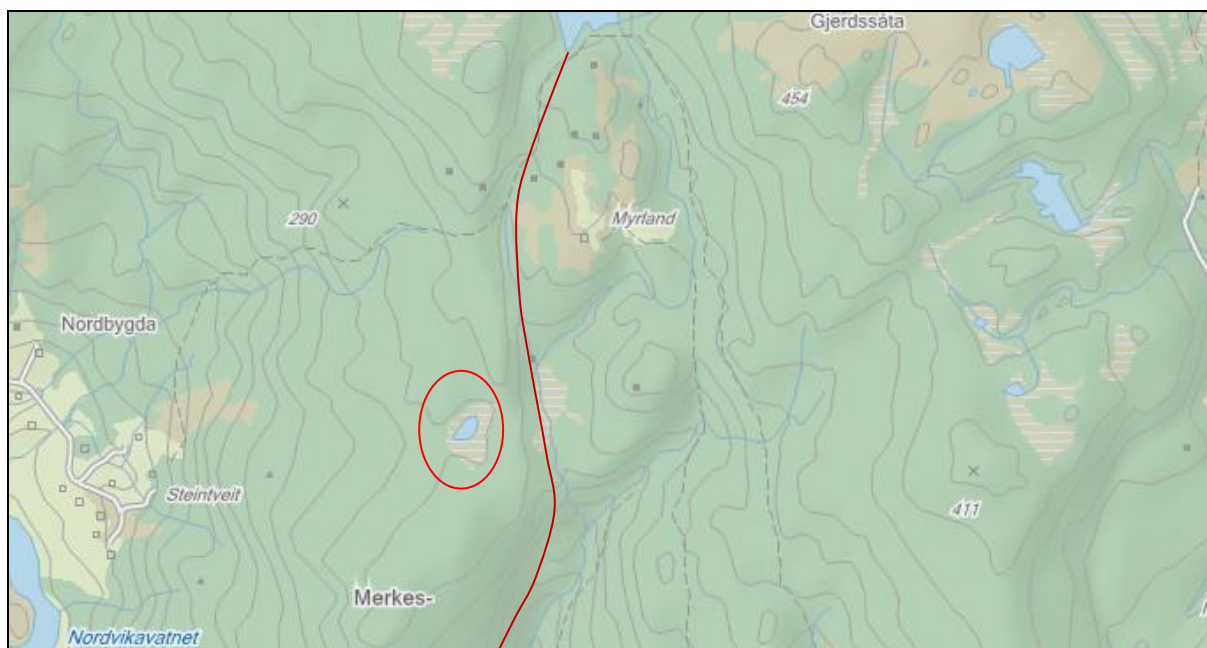 Gjerdssåta
454
290
Myrland
Nordbygda
Steintveit
411
Merkes-
Nordvikavatnet